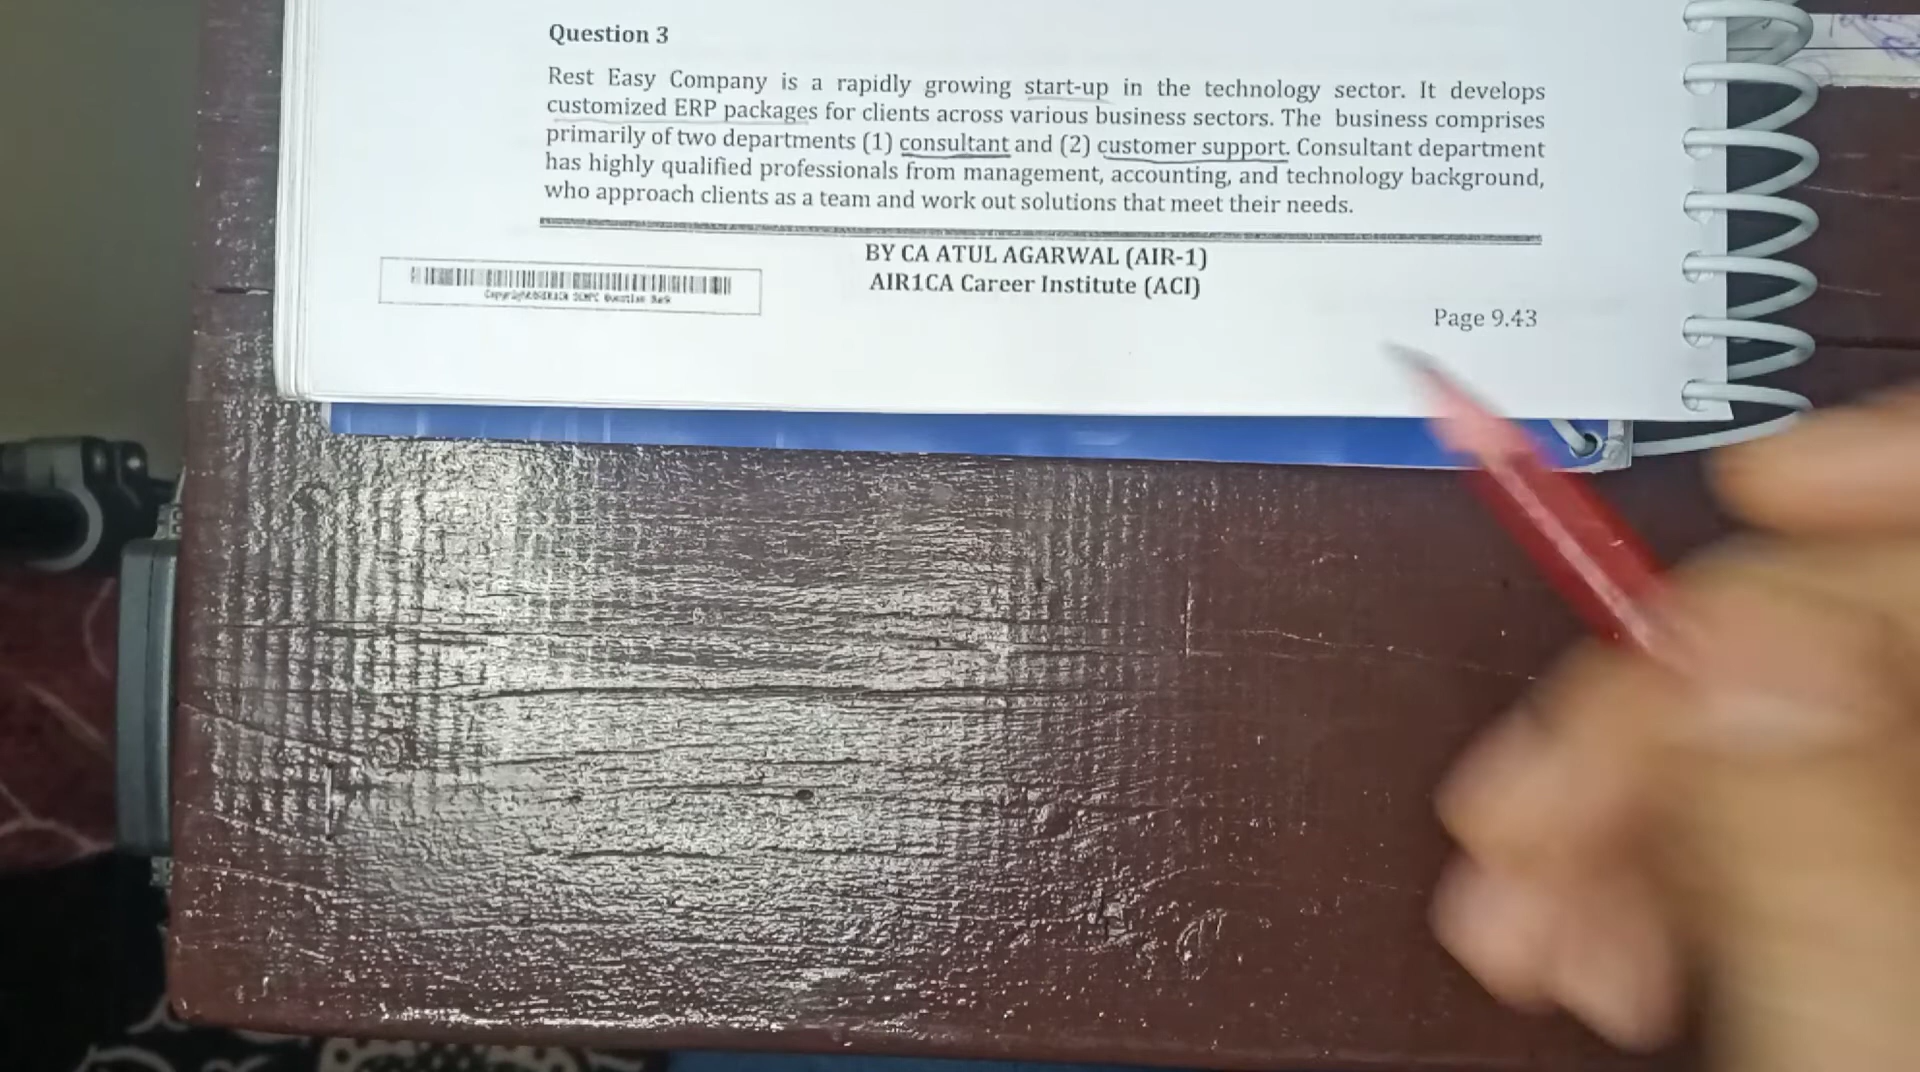 Question 3
Rest Easy Company is a rapidly growing start-up in the technology sector. It develops
customized ERP packages for clients across various business sectors. The business comprises
primarily of two departments (1) consultant and (2) customer support. Consultant department
has highly qualified professionals from management, accounting, and technology background,
who approach clients as a team and work out solutions that meet their needs.
BY CA ATUL AGARWAL (AIR-1)
AIR1CA Career Institute (ACI)
Question Bank
Page 9.43